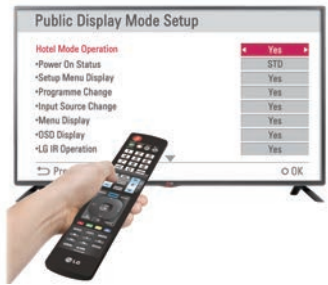 Public Display Mode Setup
Hotel Mode Operation ◄ Yes ►
•Power On Status STD
•Setup Menu Display Yes
•Programme Change Yes
•Input Source Change Yes
•Menu Display Yes
•OSD Display Yes
•LG IR Operation Yes
OK
LG